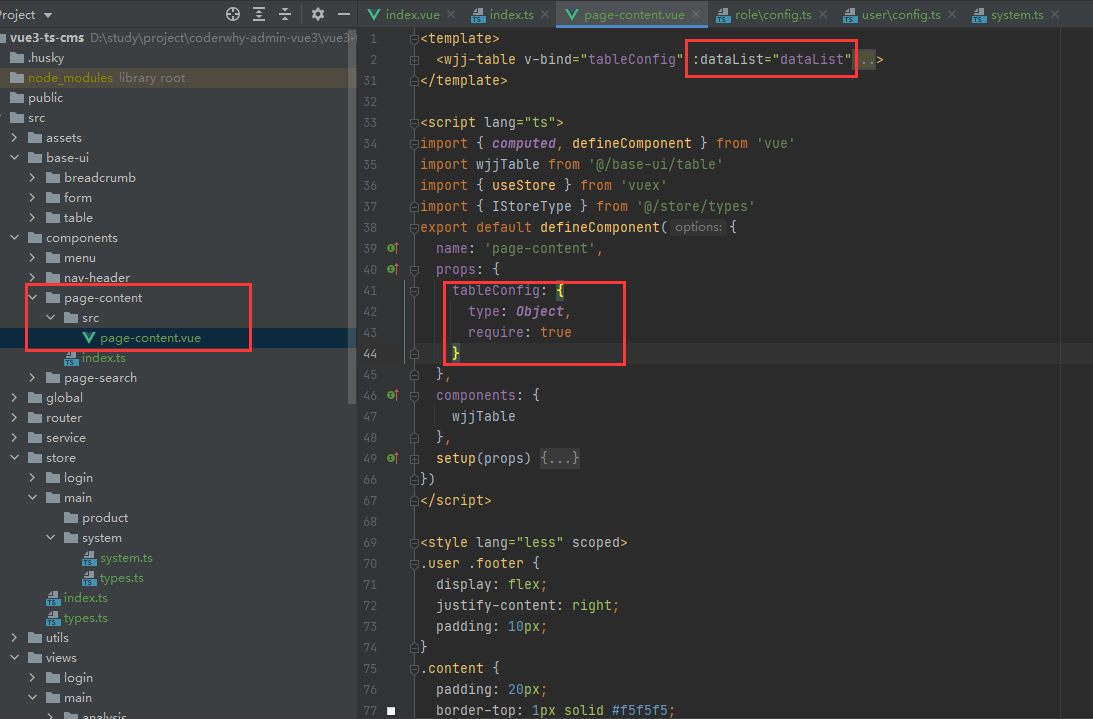 Project
vue3-ts-cms D:\study\project\coderwhy-admin-vue3\vue3-
.husky
node_modules library root
public
src
assets
base-ui
breadcrumb
form
table
components
menu
nav-header
page-content
src
page-content.vue
index.ts
page-search
global
router
service
store
login
main
product
system
system.ts
types.ts
index.ts
types.ts
utils
views
login
main
analysis
index.vue index.ts page-content.vue role\config.ts user\config.ts system.ts
1 <template>
2 <wjj-table v-bind="tableConfig" :dataList="dataList"...>
31 </template>
32
33 <script lang="ts">
34 import { computed, defineComponent } from 'vue'
35 import wjjTable from '@/base-ui/table'
36 import { useStore } from 'vuex'
37 import { IStoreType } from '@/store/types'
38 export default defineComponent( options: {
39 name: 'page-content',
40 props: {
41 tableConfig: {
42 type: Object,
43 require: true
44 }
45 },
46 components: {
47 wjjTable
48 },
49 setup(props) {...}
66 })
67 </script>
68
69 <style lang="less" scoped>
70 .user .footer {
71 display: flex;
72 justify-content: right;
73 padding: 10px;
74 }
75 .content {
76 padding: 20px;
77 border-top: 1px solid #f5f5f5;